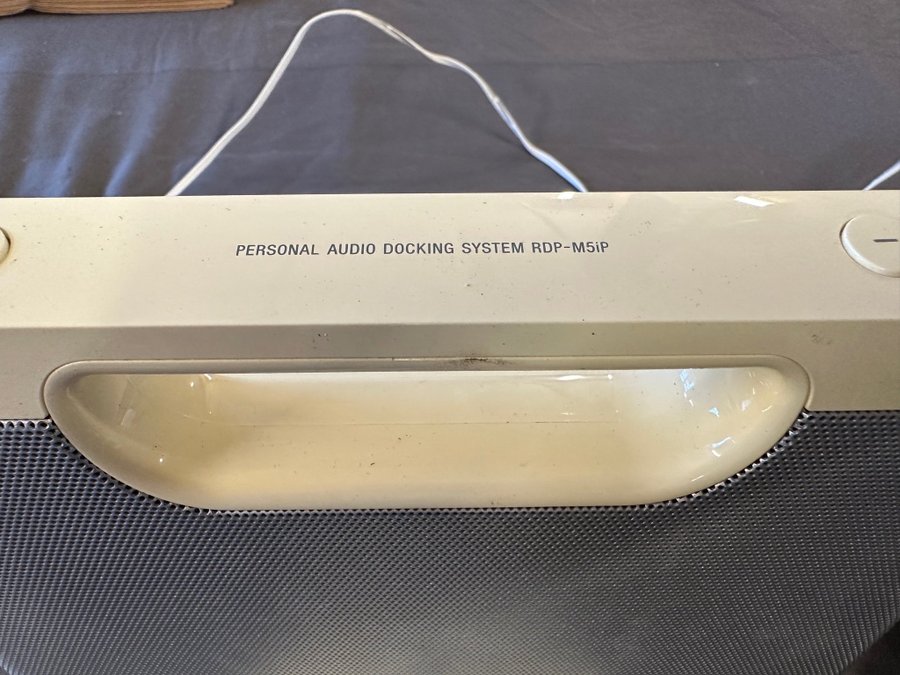 PERSONAL AUDIO DOCKING SYSTEM RDP-M5iP